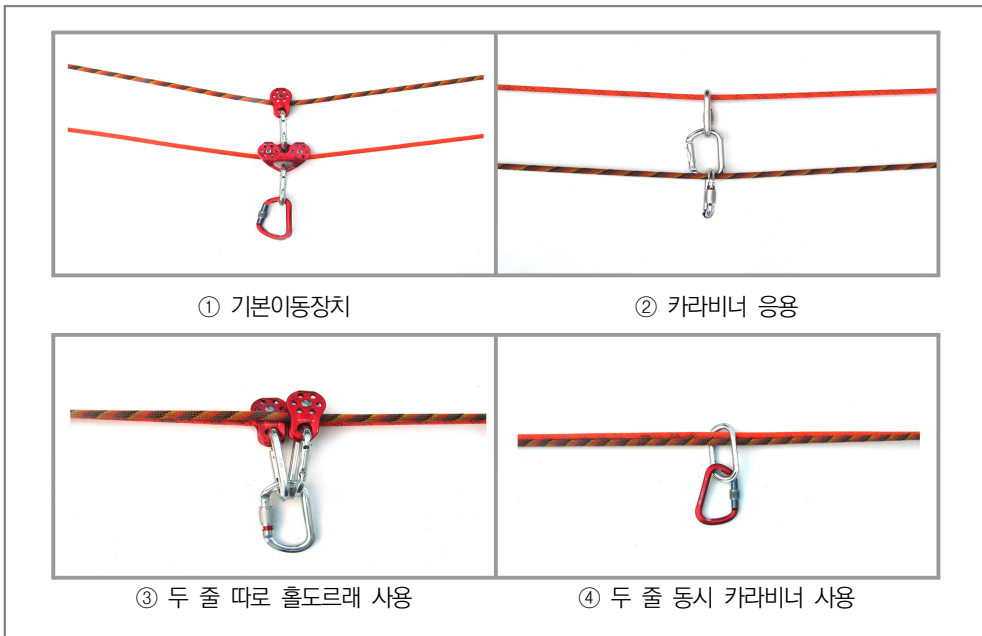 ① 기본이동장치
② 카라비너 응용
③ 두 줄 따로 홀도르래 사용
④ 두 줄 동시 카라비너 사용